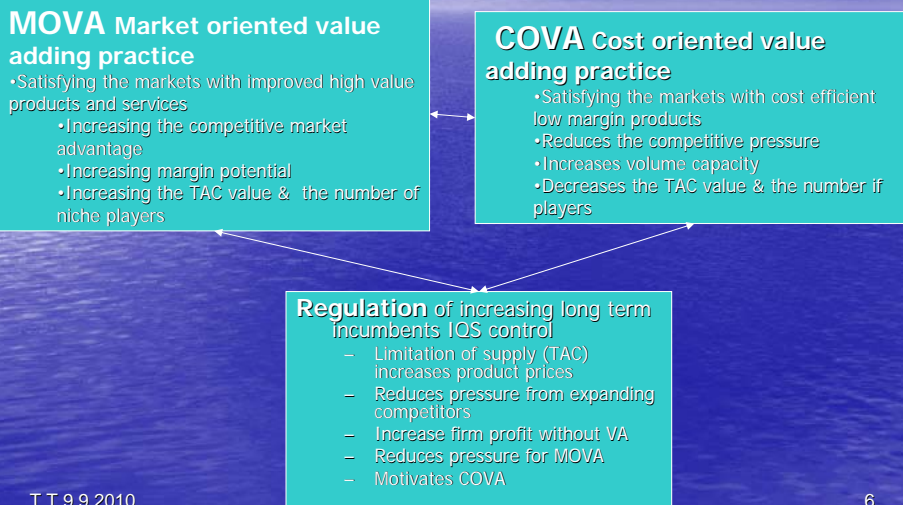 MOVA Market oriented value
adding practice
•Satisfying the markets with improved high value
products and services
•Increasing the competitive market
advantage
•Increasing margin potential
•Increasing the TAC value & the number of
niche players
COVA Cost oriented value
adding practice
•Satisfying the markets with cost efficient
low margin products
•Reduces the competitive pressure
•Increases volume capacity
•Decreases the TAC value & the number if
players
Regulation of increasing long term
incumbents IQS control
– Limitation of supply (TAC)
increases product prices
– Reduces pressure from expanding
competitors
– Increase firm profit without VA
– Reduces pressure for MOVA
– Motivates COVA
T T 9.9.2010
6